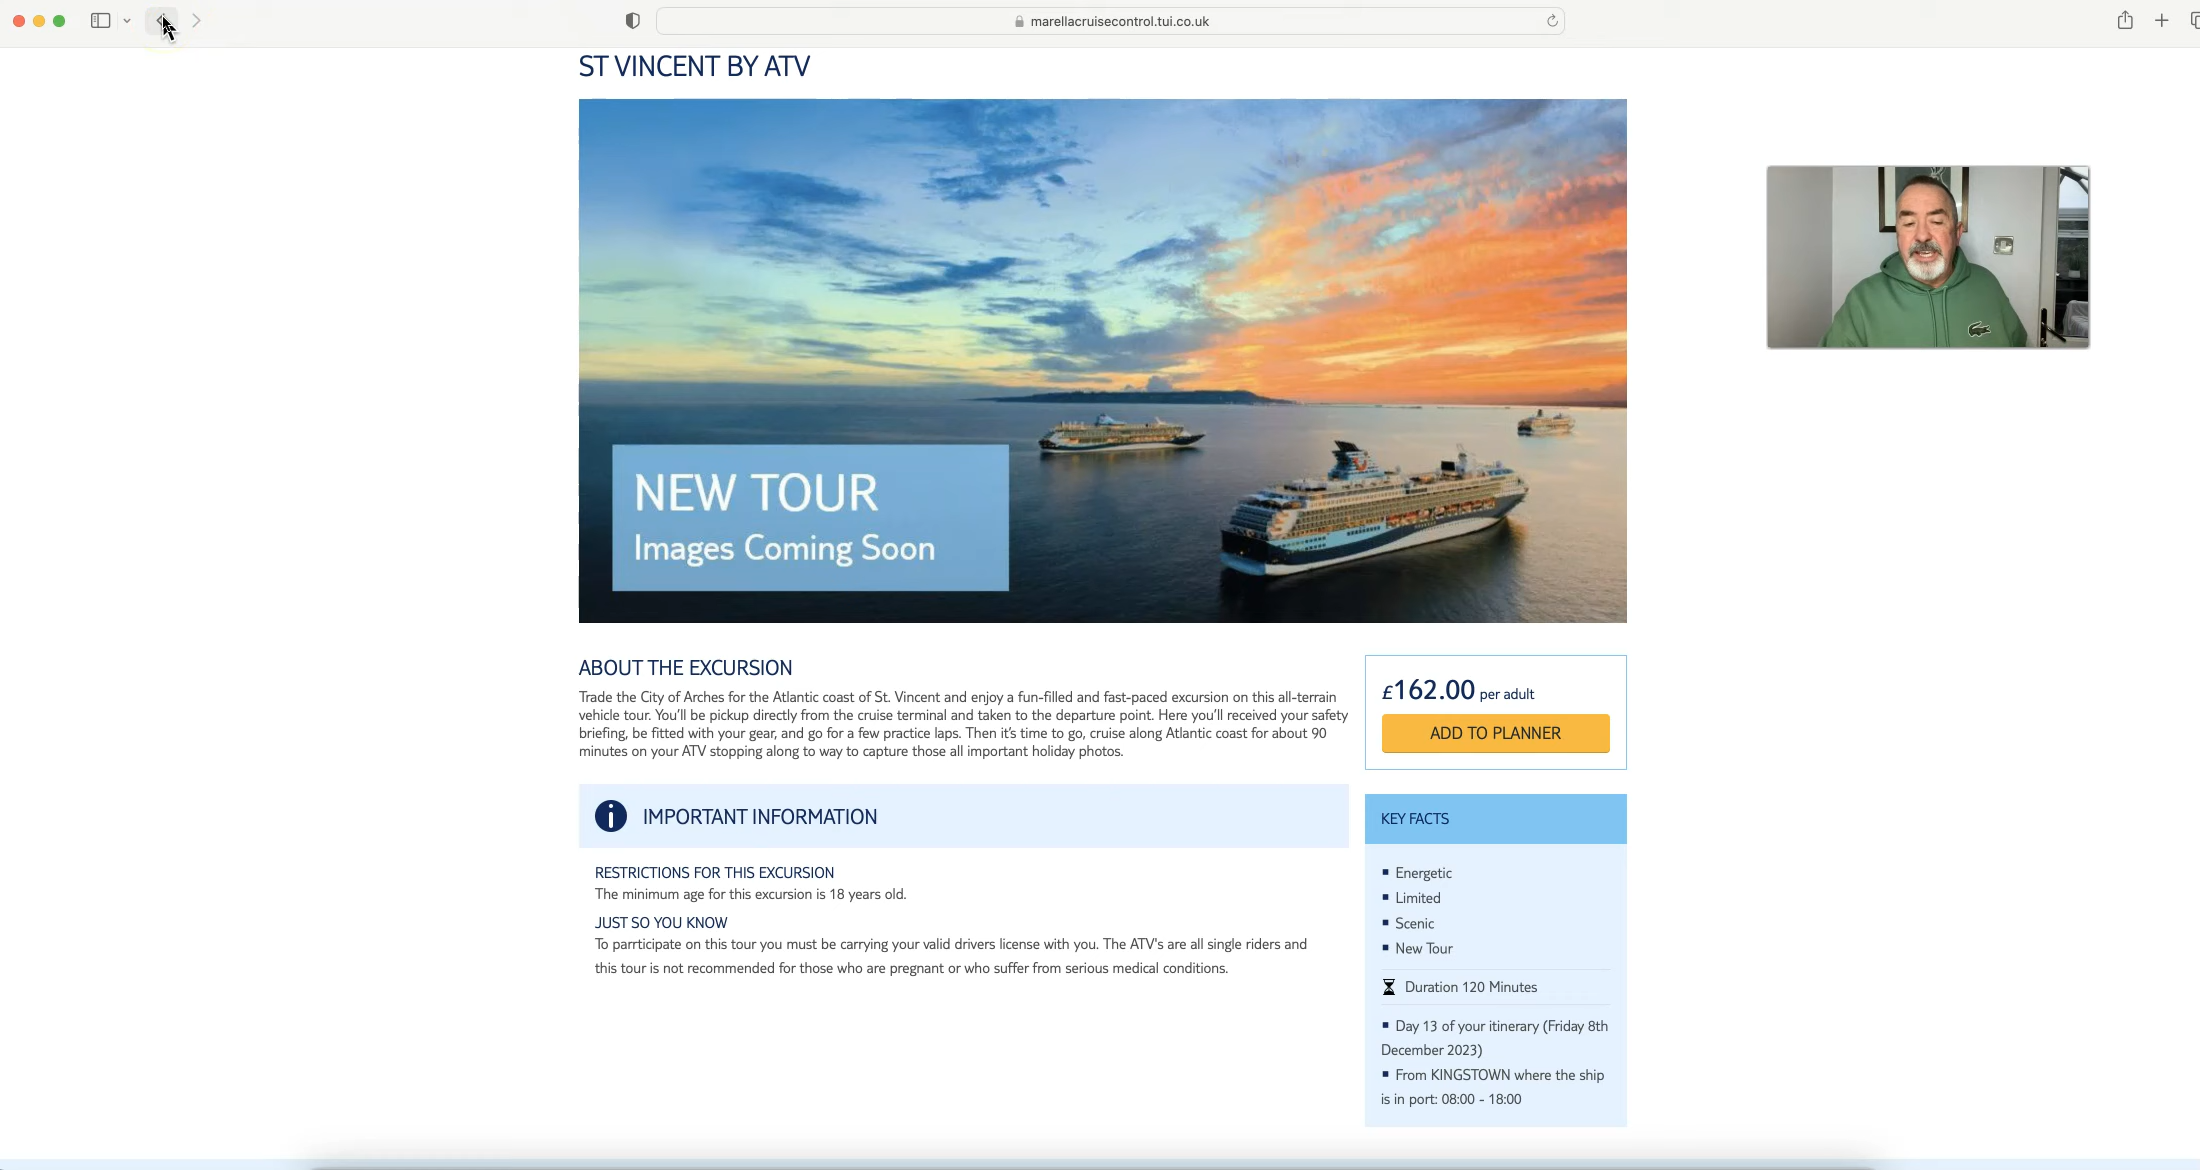 marellacruisecontrol.tui.co.uk
ST VINCENT BY ATV
NEW TOUR
Images Coming Soon
ABOUT THE EXCURSION
Trade the City of Arches for the Atlantic coast of St. Vincent and enjoy a fun-filled and fast-paced excursion on this all-terrain
vehicle tour. You'll be pickup directly from the cruise terminal and taken to the departure point. Here you'll received your safety
briefing, be fitted with your gear, and go for a few practice laps. Then it's time to go, cruise along Atlantic coast for about 90
minutes on your ATV stopping along to way to capture those all important holiday photos.
£162.00 per adult
ADD TO PLANNER
IMPORTANT INFORMATION
RESTRICTIONS FOR THIS EXCURSION
The minimum age for this excursion is 18 years old.
JUST SO YOU KNOW
To parrticipate on this tour you must be carrying your valid drivers license with you. The ATV's are all single riders and
this tour is not recommended for those who are pregnant or who suffer from serious medical conditions.
KEY FACTS
Energetic
Limited
Scenic
New Tour
Duration 120 Minutes
Day 13 of your itinerary (Friday 8th
December 2023)
From KINGSTOWN where the ship
is in port: 08:00 - 18:00